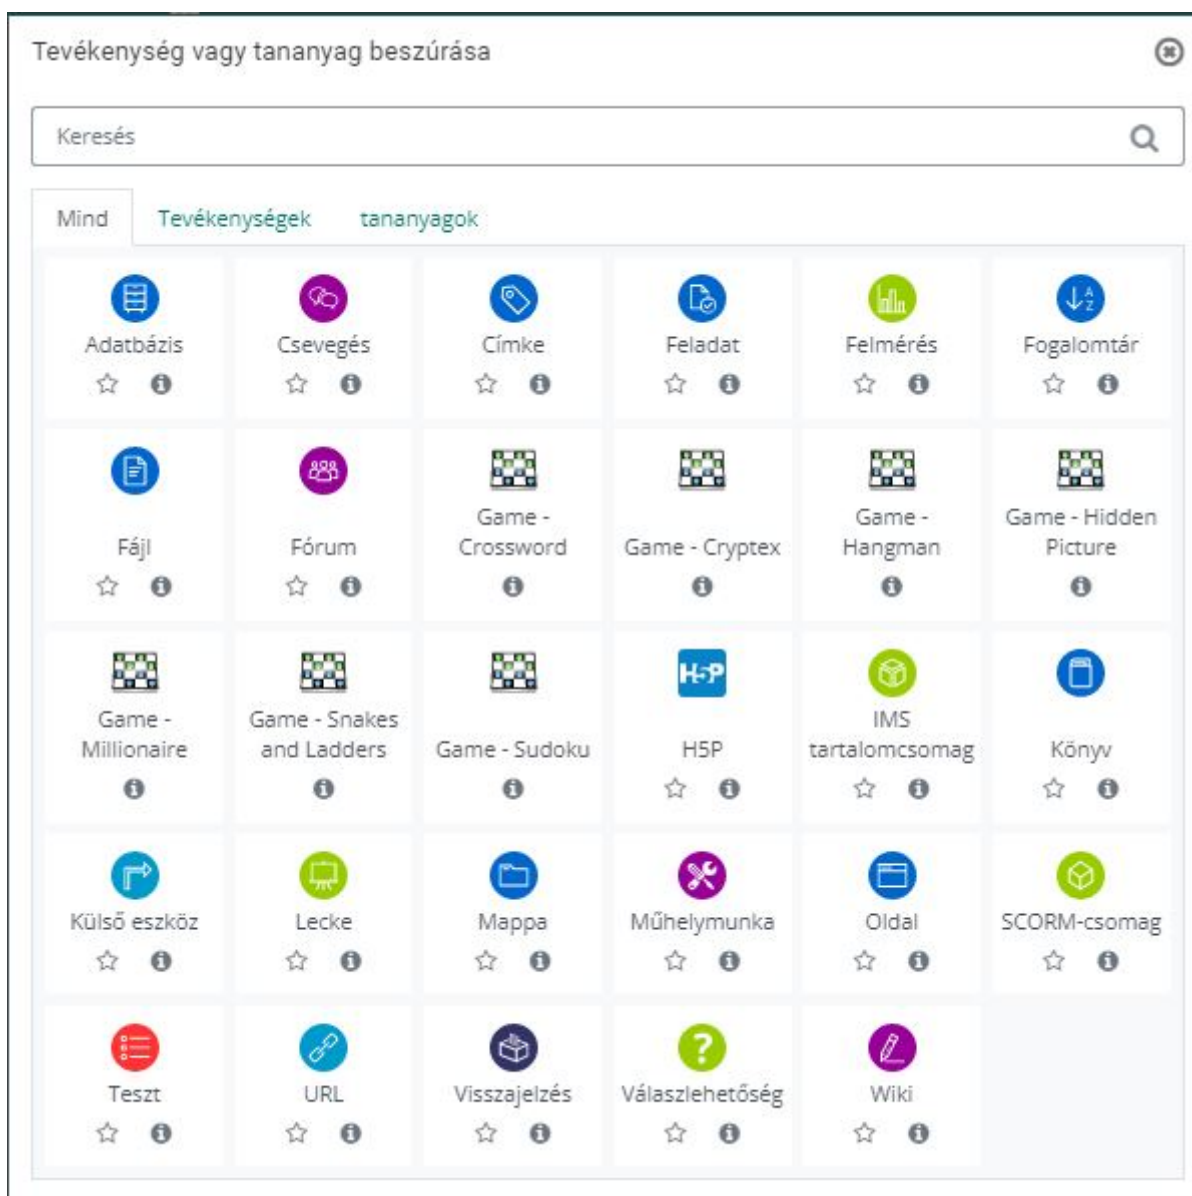 Tevékenység vagy tananyag beszúrása
Keresés
Mind Tevékenységek tananyagok
Adatbázis Csevegés Címke Feladat Felmérés Fogalomtár
Fájl Fórum Game - Crossword Game - Cryptex Game - Hangman Game - Hidden Picture
Game - Millionaire Game - Snakes and Ladders Game - Sudoku H5P H5P IMS tartalomcsomag Könyv
Külső eszköz Lecke Mappa Műhelymunka Oldal SCORM-csomag
Teszt URL Visszajelzés Válaszlehetőség Wiki